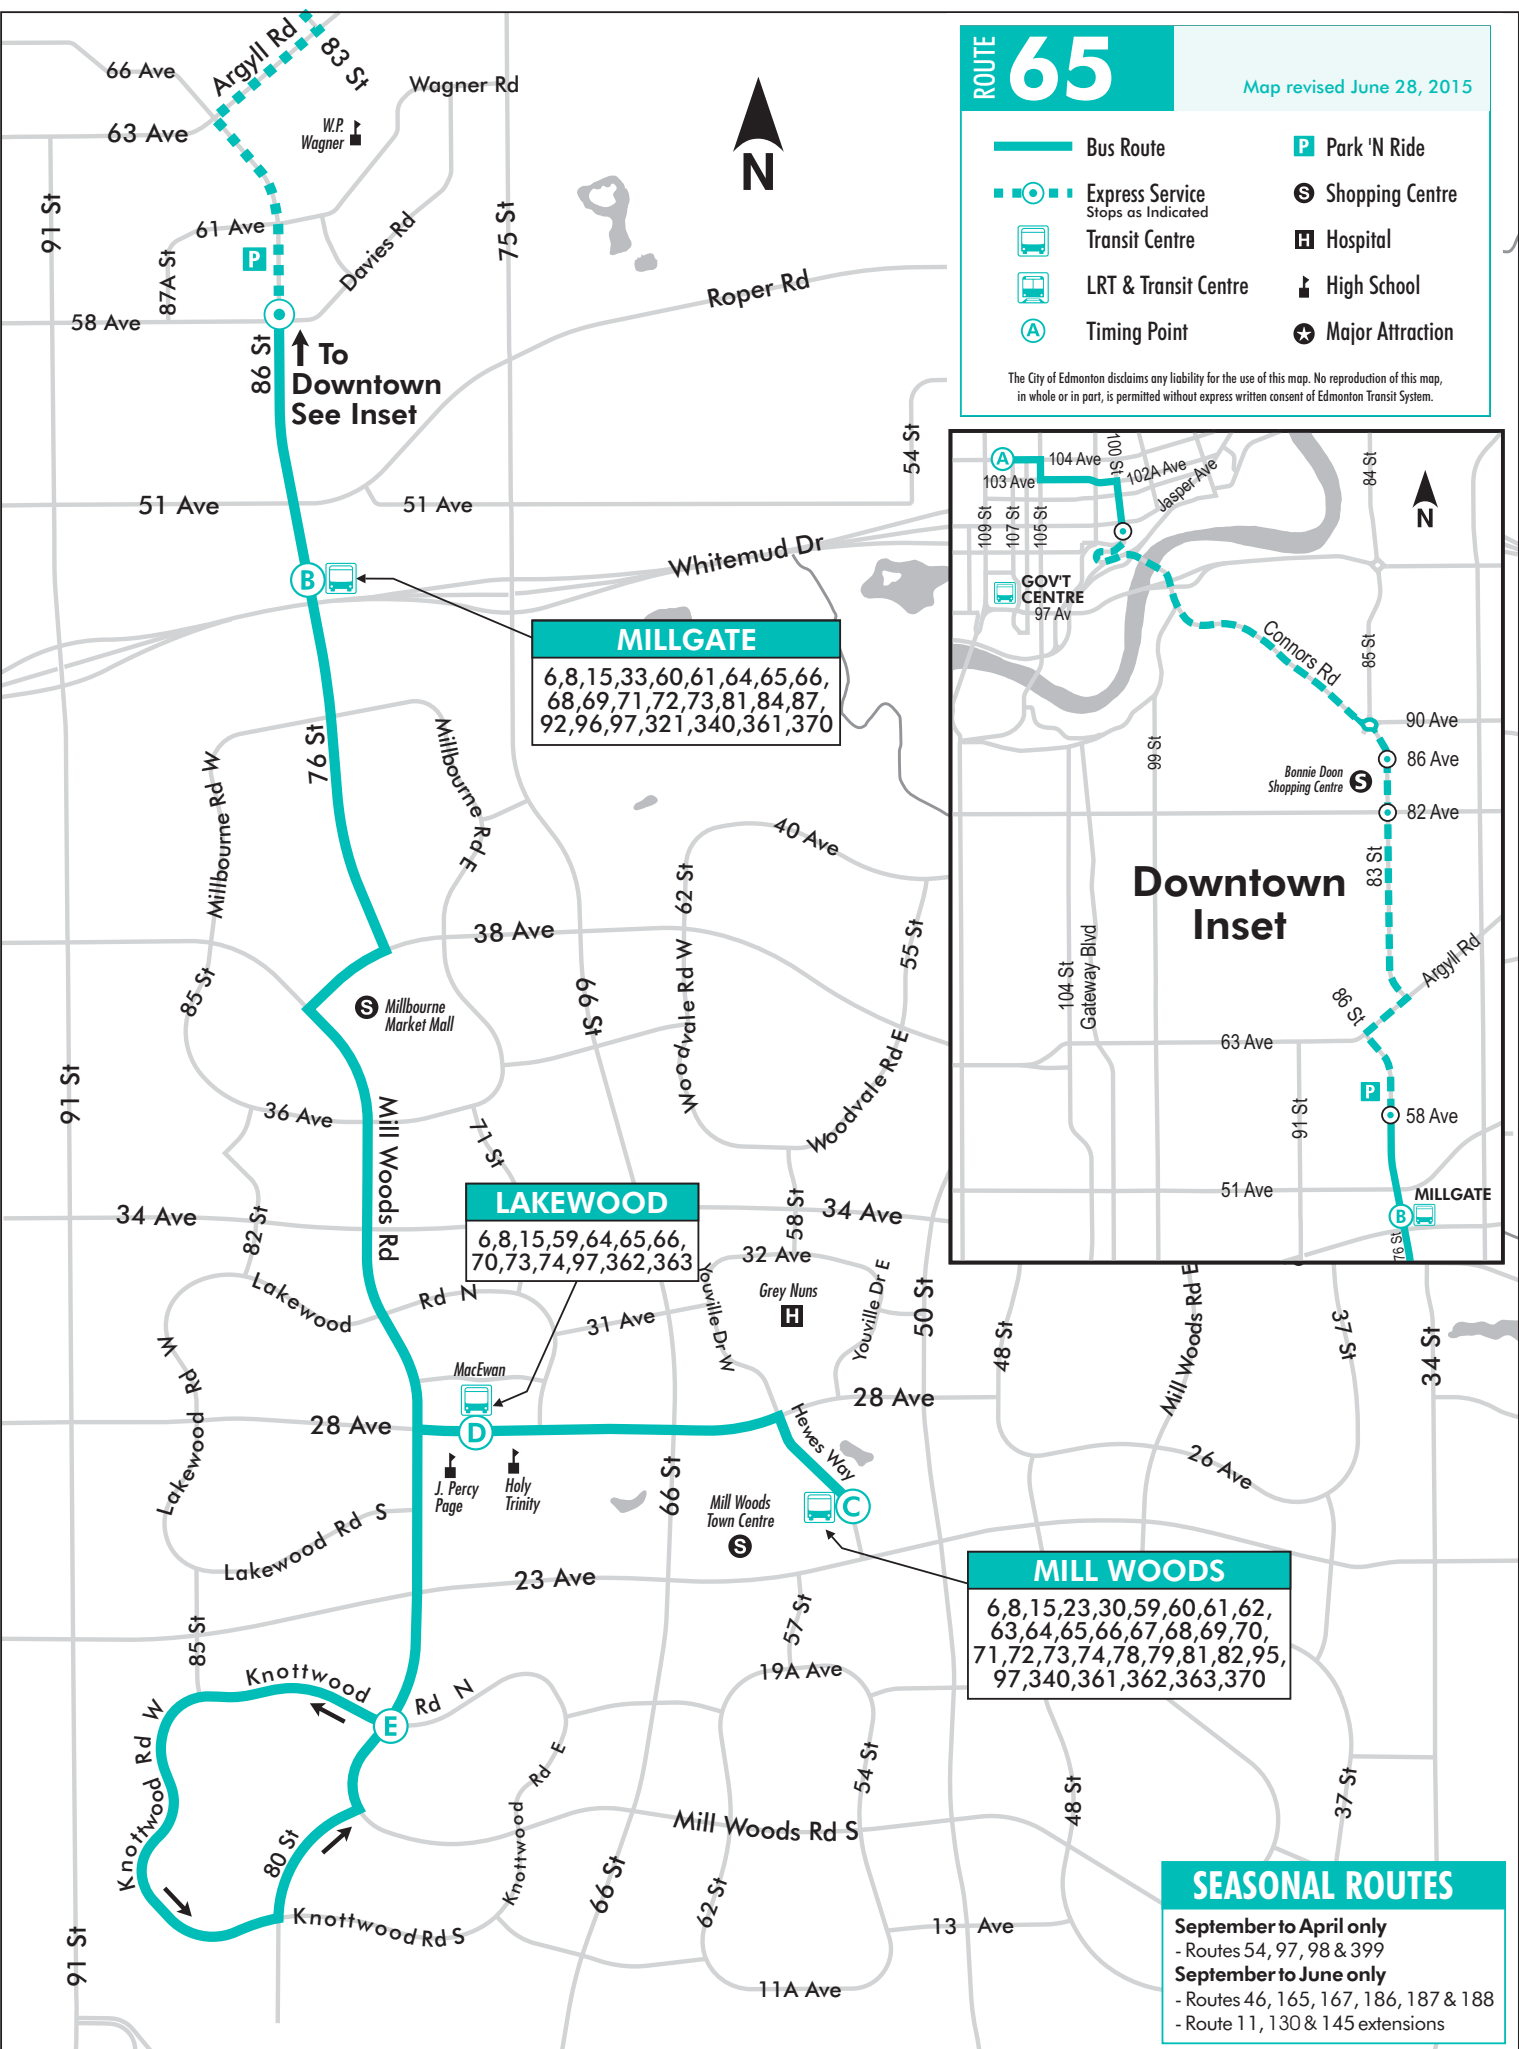 ROUTE 65
Map revised June 28, 2015
Bus Route
Express Service
Stops as Indicated
Transit Centre
LRT & Transit Centre
A Timing Point
P Park 'N Ride
S Shopping Centre
H Hospital
High School
Major Attraction
The City of Edmonton disclaims any liability for the use of this map. No reproduction of this map,
in whole or in part, is permitted without express written consent of Edmonton Transit System.
Argyll Rd
83 St
66 Ave
63 Ave
W.P.
Wagner
Wagner Rd
N
91 St
61 Ave
P
87A St
Davies Rd
75 St
58 Ave
Roper Rd
86 St
To
Downtown
See Inset
54 St
51 Ave
51 Ave
Whitemud Dr
B
MILLGATE
6,8,15,33,60,61,64,65,66,
68,69,71,72,73,81,84,87,
92,96,97,321,340,361,370
76 St
Millbourne Rd W
Millbourne Rd E
40 Ave
62 St
38 Ave
55 St
85 St
66 St
Woodvale Rd W
S
Millbourne
Market Mall
Woodvale Rd E
91 St
36 Ave
Mill Woods Rd
71 St
34 Ave
82 St
LAKEWOOD
6,8,15,59,64,65,66,
70,73,74,97,362,363
58 St
34 Ave
32 Ave
Lakewood Rd N
31 Ave
Youville Dr W
Grey Nuns
H
Youville Dr E
50 St
48 St
Mill Woods Rd E
37 St
34 St
Lakewood Rd W
MacEwan
28 Ave
D
28 Ave
Hewes Way
J. Percy
Page
Holy
Trinity
66 St
Mill Woods
Town Centre
S
C
26 Ave
Lakewood Rd S
23 Ave
MILL WOODS
6,8,15,23,30,59,60,61,62,
63,64,65,66,67,68,69,70,
71,72,73,74,78,79,81,82,95,
97,340,361,362,363,370
85 St
57 St
19A Ave
Knottwood Rd N
E
Knottwood Rd W
Knottwood Rd E
54 St
48 St
37 St
80 St
Mill Woods Rd S
66 St
62 St
Knottwood Rd S
13 Ave
91 St
11A Ave
A
104 Ave
103 Ave
100 St
102A Ave
Jasper Ave
84 St
N
109 St
107 St
105 St
GOV'T
CENTRE
97 Av
Connors Rd
85 St
90 Ave
99 St
86 Ave
Bonnie Doon
Shopping Centre
S
82 Ave
83 St
Downtown
Inset
104 St
Gateway Blvd
Argyll Rd
86 St
63 Ave
P
91 St
58 Ave
51 Ave
MILLGATE
B
76 St
SEASONAL ROUTES
September to April only
- Routes 54, 97, 98 & 399
September to June only
- Routes 46, 165, 167, 186, 187 & 188
- Route 11, 130 & 145 extensions